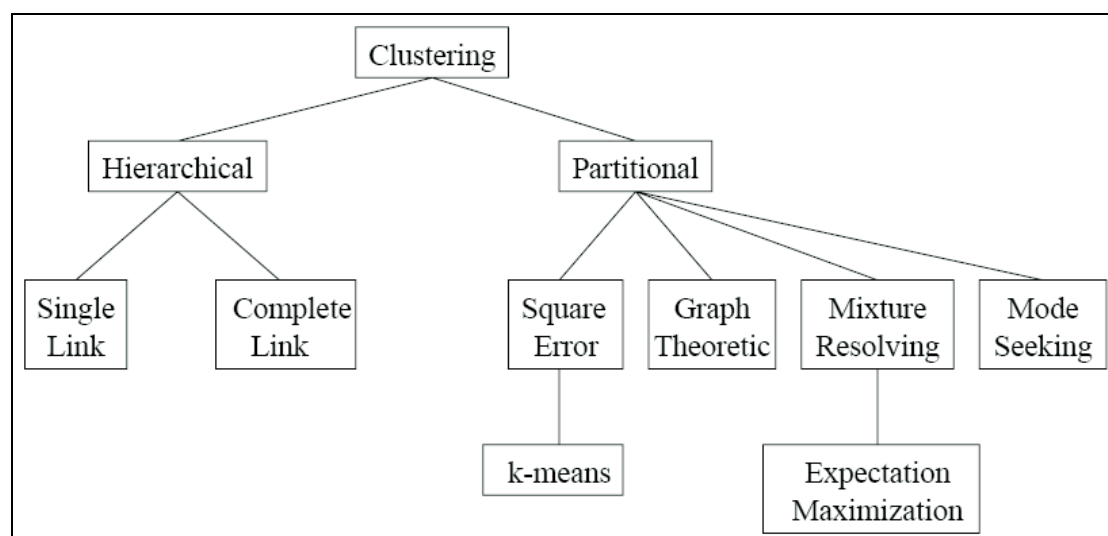 Clustering
Hierarchical
Partitional
Single
Link
Complete
Link
Square
Error
Graph
Theoretic
Mixture
Resolving
Mode
Seeking
k-means
Expectation
Maximization